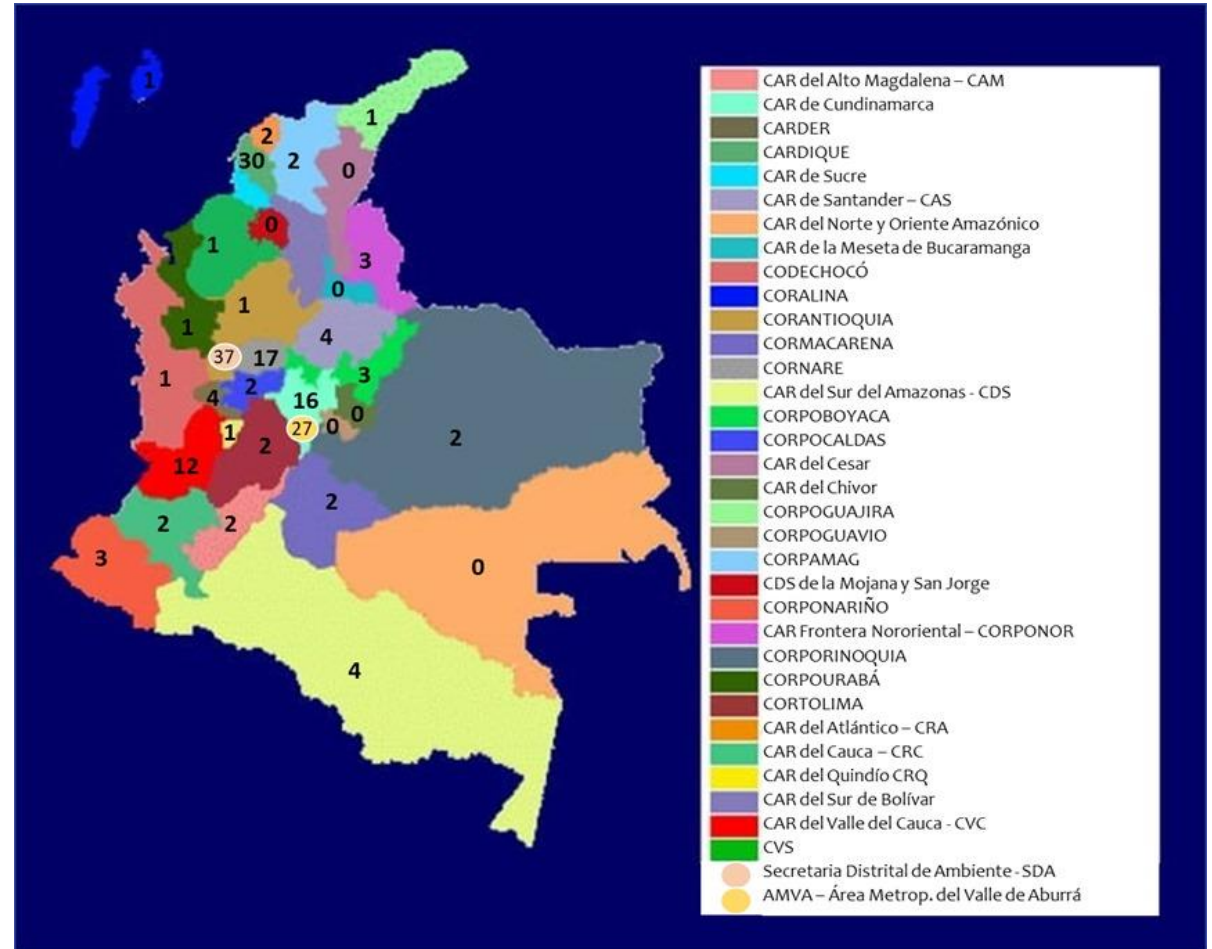 1
1
2
30
2
0
0
1
3
0
1
4
1
37
17
3
1
2
4
16
0
1
27
0
2
2
12
2
2
2
3
0
4
CAR del Alto Magdalena – CAM
CAR de Cundinamarca
CARDER
CARDIQUE
CAR de Sucre
CAR de Santander – CAS
CAR del Norte y Oriente Amazónico
CAR de la Meseta de Bucaramanga
CODECHOCÓ
CORALINA
CORANTIOQUIA
CORMACARENA
CORNARE
CAR del Sur del Amazonas - CDS
CORPOBOYACA
CORPOCALDAS
CAR del Cesar
CAR del Chivor
CORPOGUAJIRA
CORPOGUAVIO
CORPAMAG
CDS de la Mojana y San Jorge
CORPONARIÑO
CAR Frontera Nororiental – CORPONOR
CORPORINOQUIA
CORPOURABÁ
CORTOLIMA
CAR del Atlántico – CRA
CAR del Cauca – CRC
CAR del Quindío CRQ
CAR del Sur de Bolívar
CAR del Valle del Cauca - CVC
CVS
Secretaria Distrital de Ambiente - SDA
AMVA – Área Metrop. del Valle de Aburrá